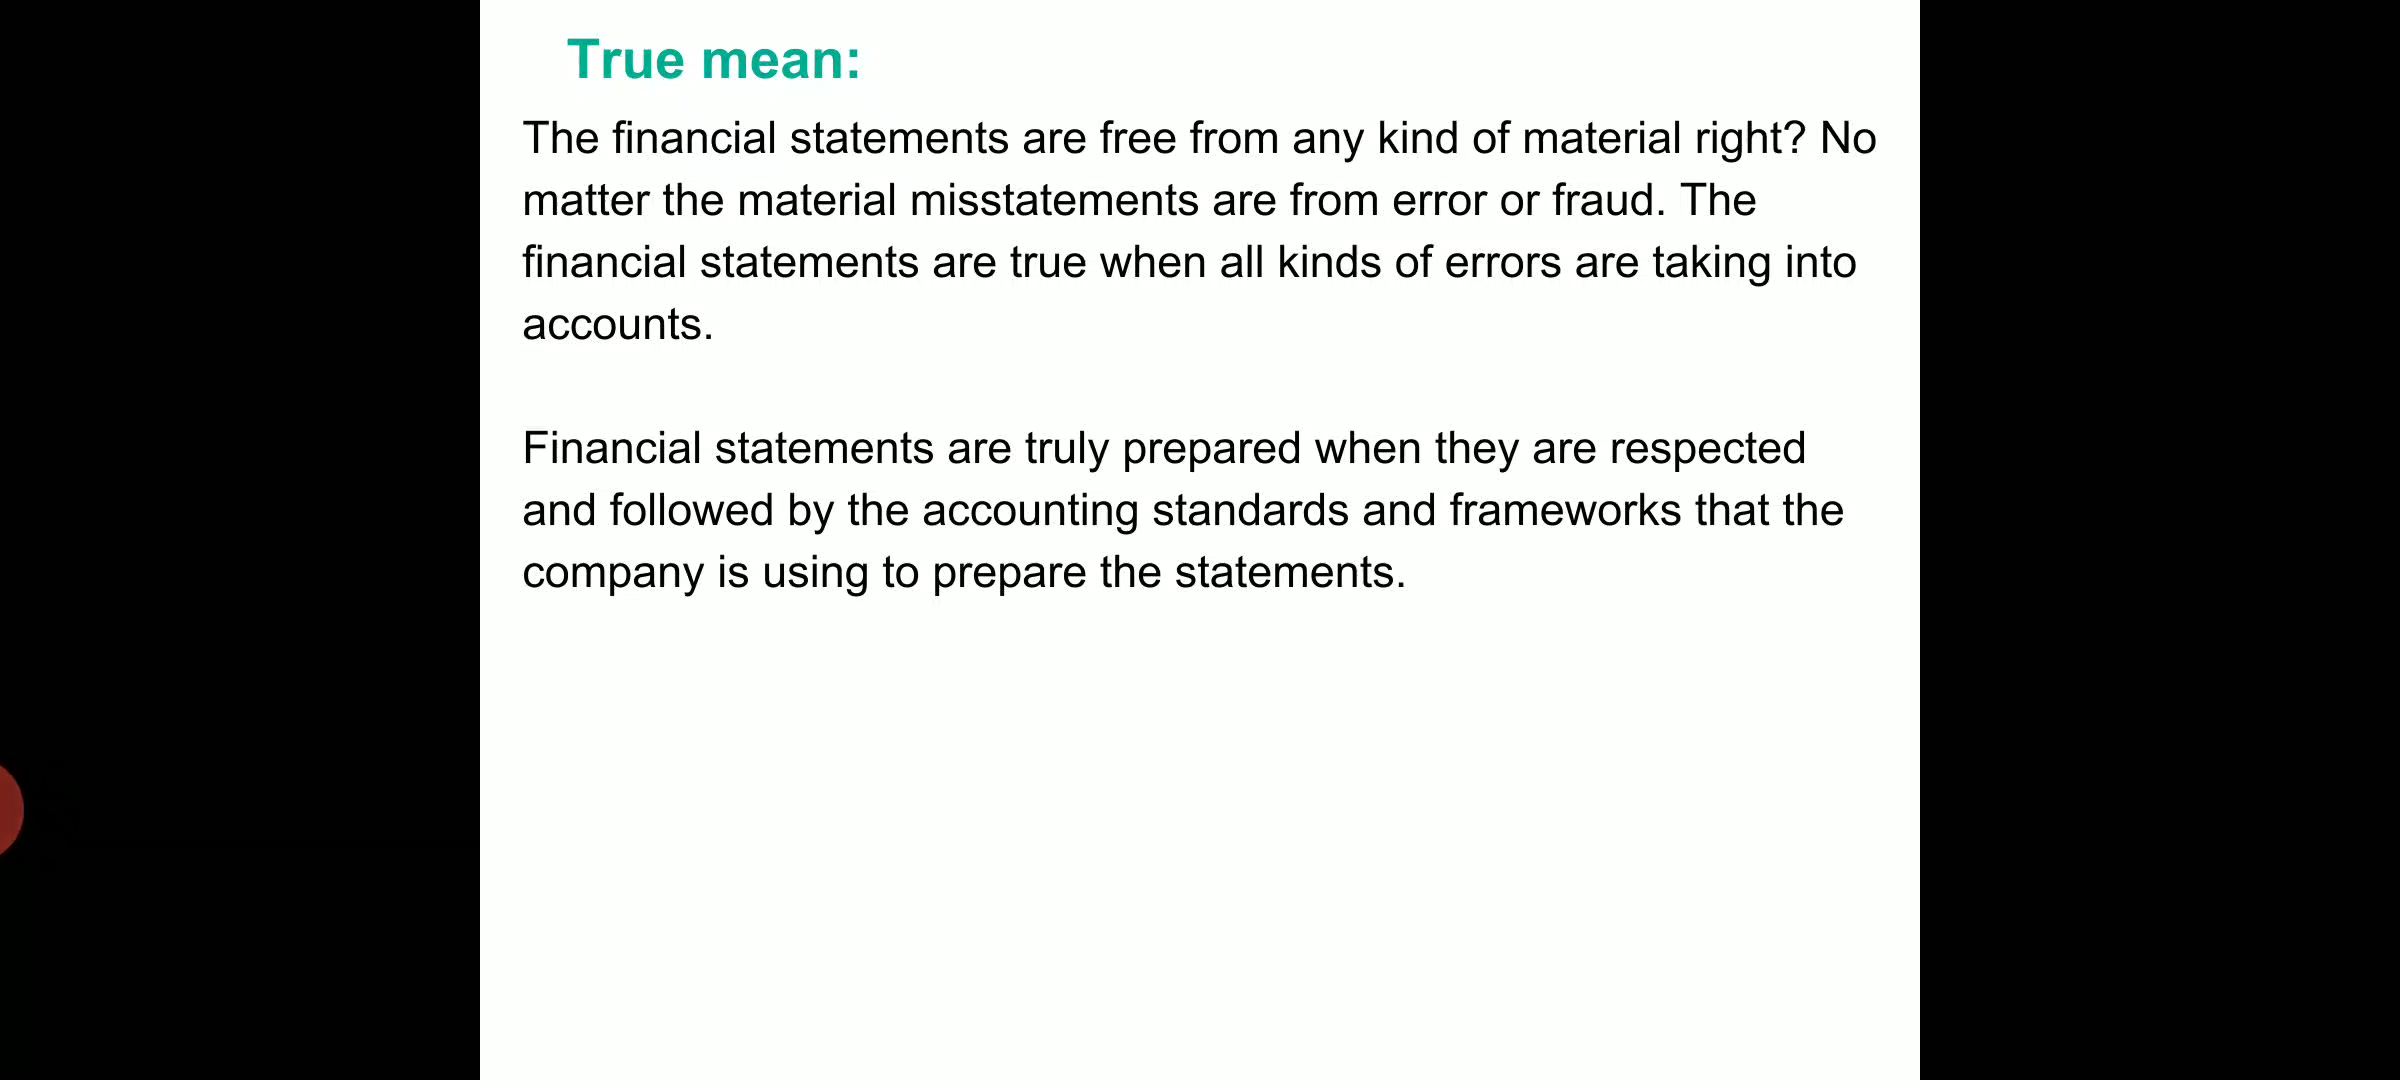 True mean:
The financial statements are free from any kind of material right? No
matter the material misstatements are from error or fraud. The
financial statements are true when all kinds of errors are taking into
accounts.
Financial statements are truly prepared when they are respected
and followed by the accounting standards and frameworks that the
company is using to prepare the statements.